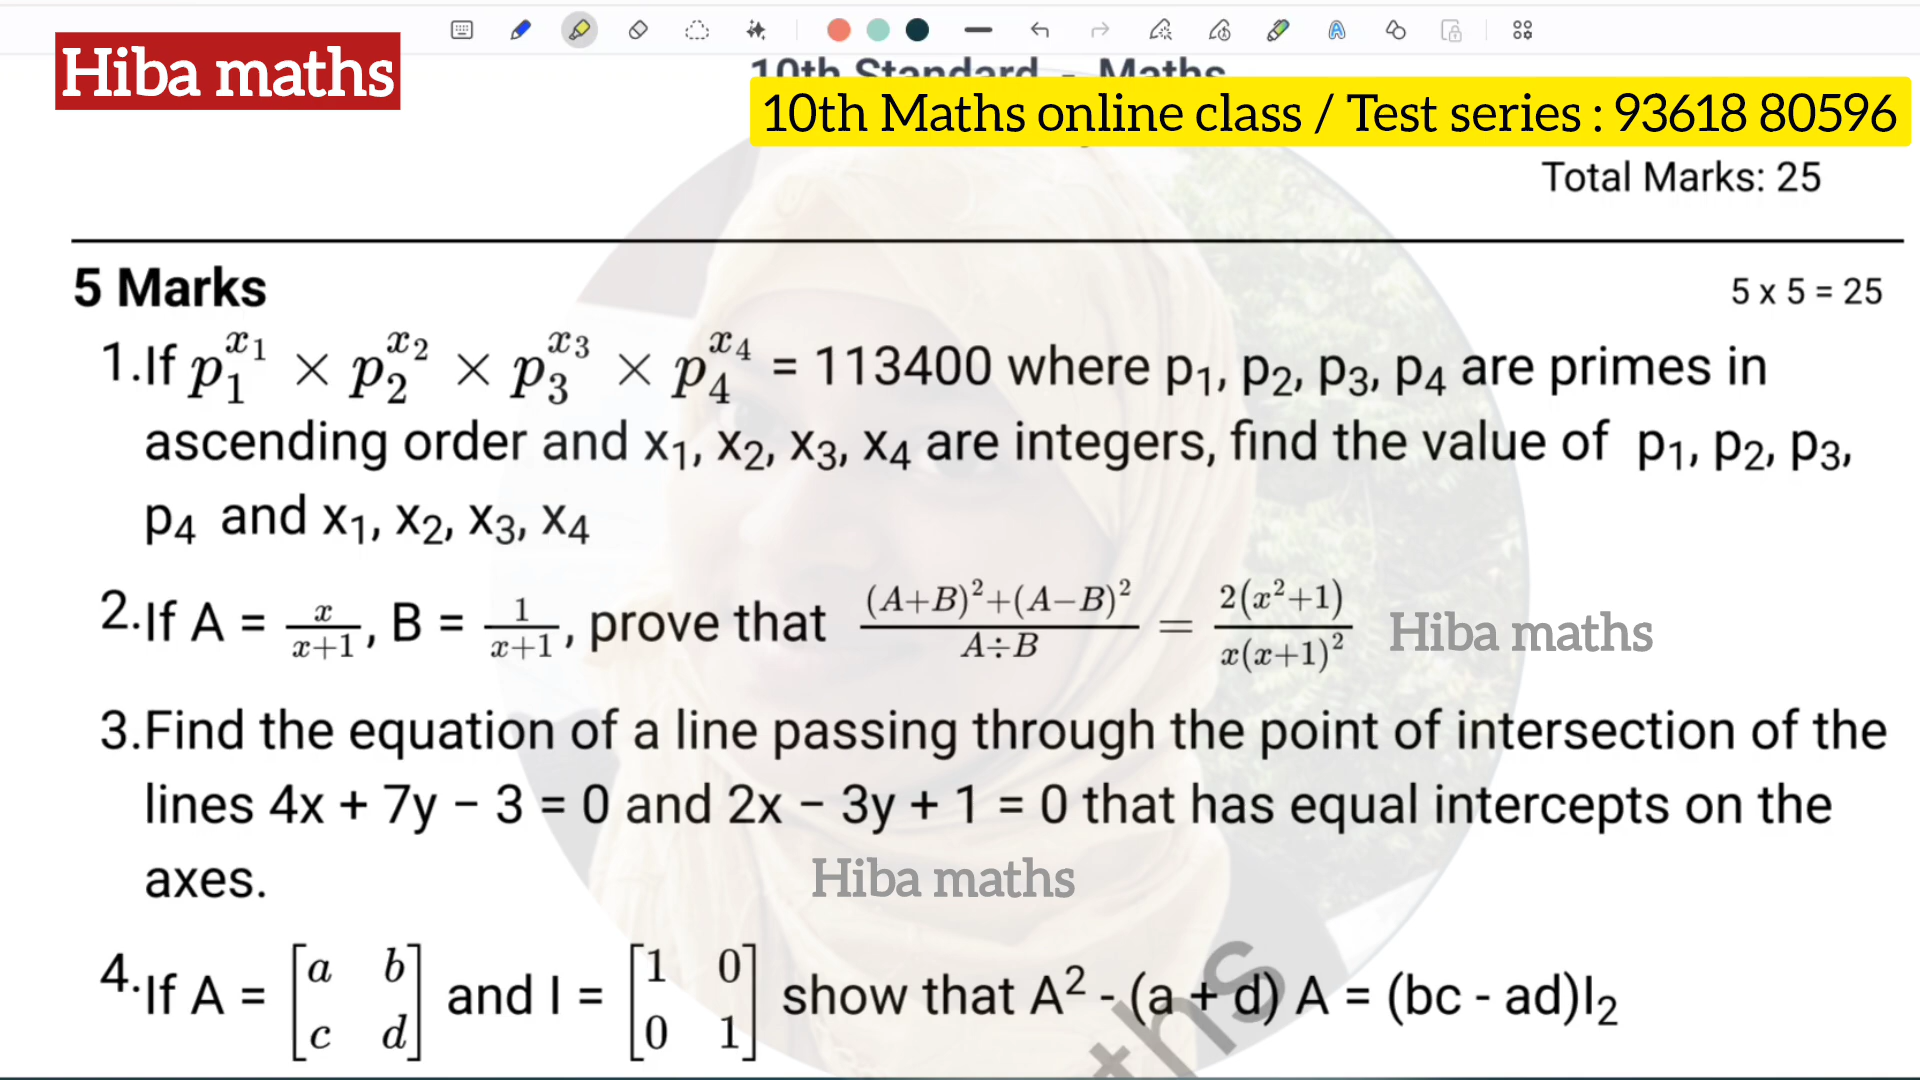 10th Standard - Maths
Hiba maths
10th Maths online class / Test series : 93618 80596
Total Marks: 25
5 Marks
5 x 5 = 25
1.If p₁^{x₁} × p₂^{x₂} × p₃^{x₃} × p₄^{x₄} = 113400 where p₁, p₂, p₃, p₄ are primes in
ascending order and x₁, x₂, x₃, x₄ are integers, find the value of p₁, p₂, p₃,
p₄ and x₁, x₂, x₃, x₄
2.If A = x/(x+1), B = 1/(x+1), prove that ((A+B)²+(A−B)²)/(A÷B) = 2(x²+1)/(x(x+1)²) Hiba maths
3.Find the equation of a line passing through the point of intersection of the
lines 4x + 7y − 3 = 0 and 2x − 3y + 1 = 0 that has equal intercepts on the
axes.
Hiba maths
4.If A = [a b; c d] and I = [1 0; 0 1] show that A² - (a + d) A = (bc - ad)I₂